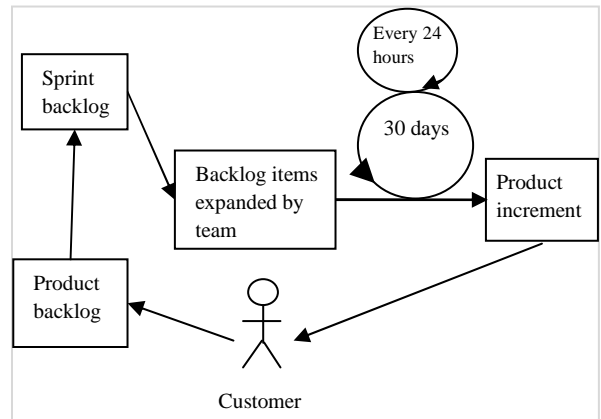 Every 24
hours
Sprint
backlog
30 days
Backlog items
expanded by
team
Product
increment
Product
backlog
Customer